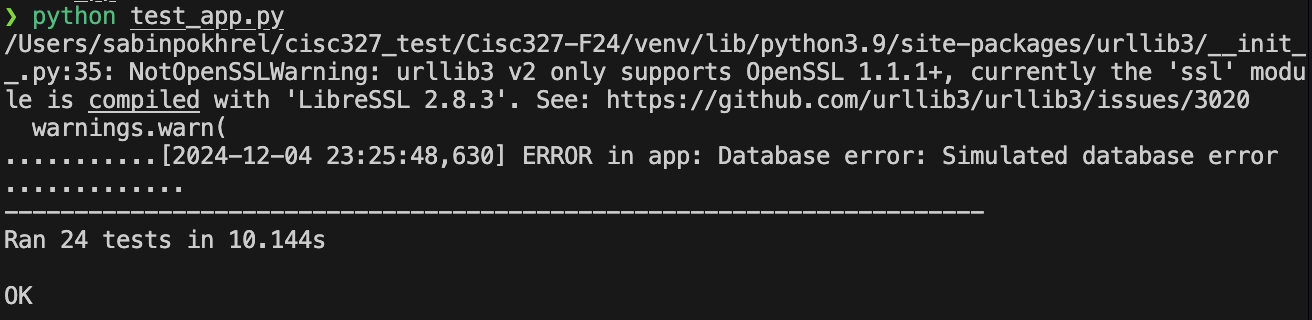 ❯ python test_app.py
/Users/sabinpokhrel/cisc327_test/Cisc327-F24/venv/lib/python3.9/site-packages/urllib3/__init_
_.py:35: NotOpenSSLWarning: urllib3 v2 only supports OpenSSL 1.1.1+, currently the 'ssl' modu
le is compiled with 'LibreSSL 2.8.3'. See: https://github.com/urllib3/urllib3/issues/3020
  warnings.warn(
...........[2024-12-04 23:25:48,630] ERROR in app: Database error: Simulated database error
.............
----------------------------------------------------------------------
Ran 24 tests in 10.144s

OK